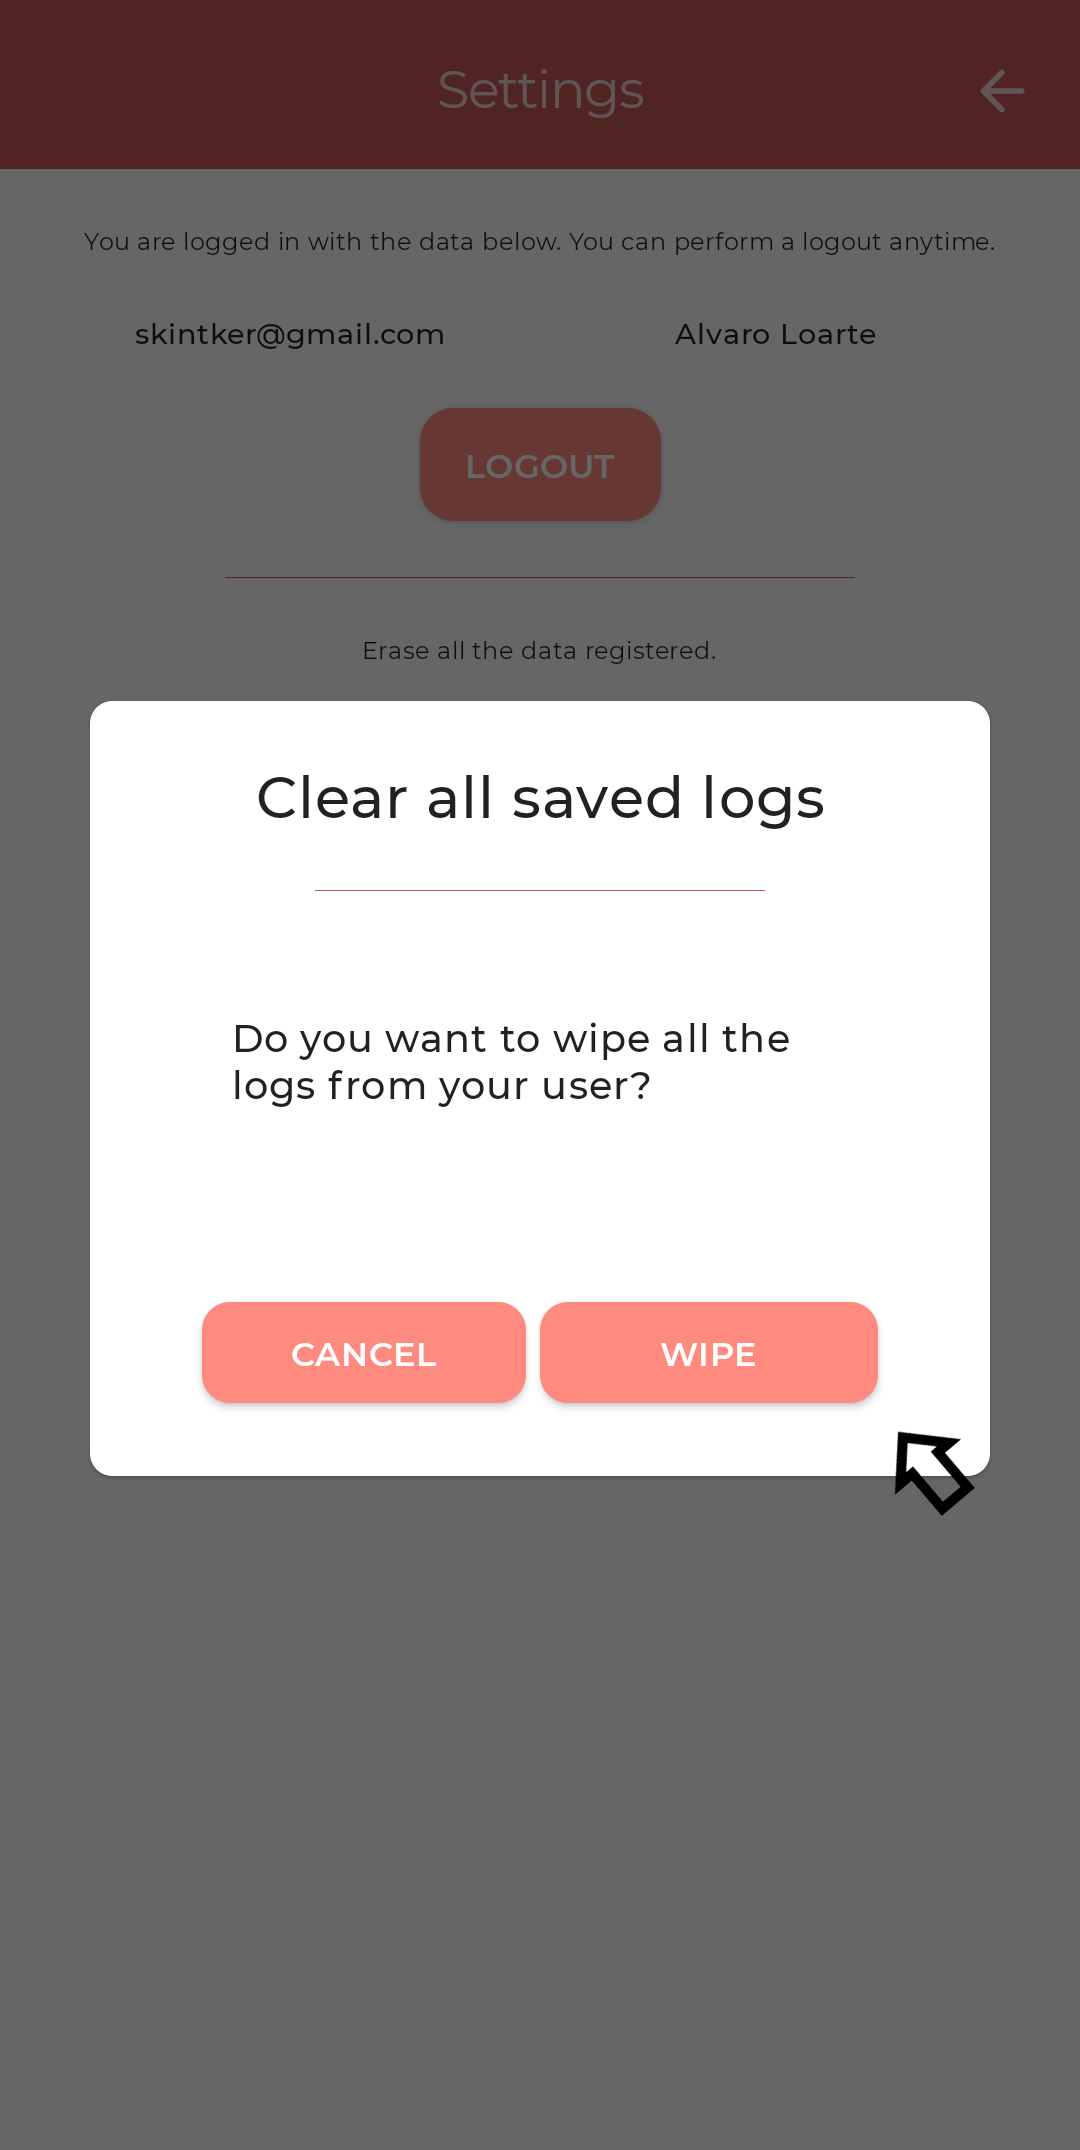 Settings
You are logged in with the data below. You can perform a logout anytime.
skintker@gmail.com
Alvaro Loarte
LOGOUT
Erase all the data registered.
Clear all saved logs
Do you want to wipe all the
logs from your user?
CANCEL
WIPE